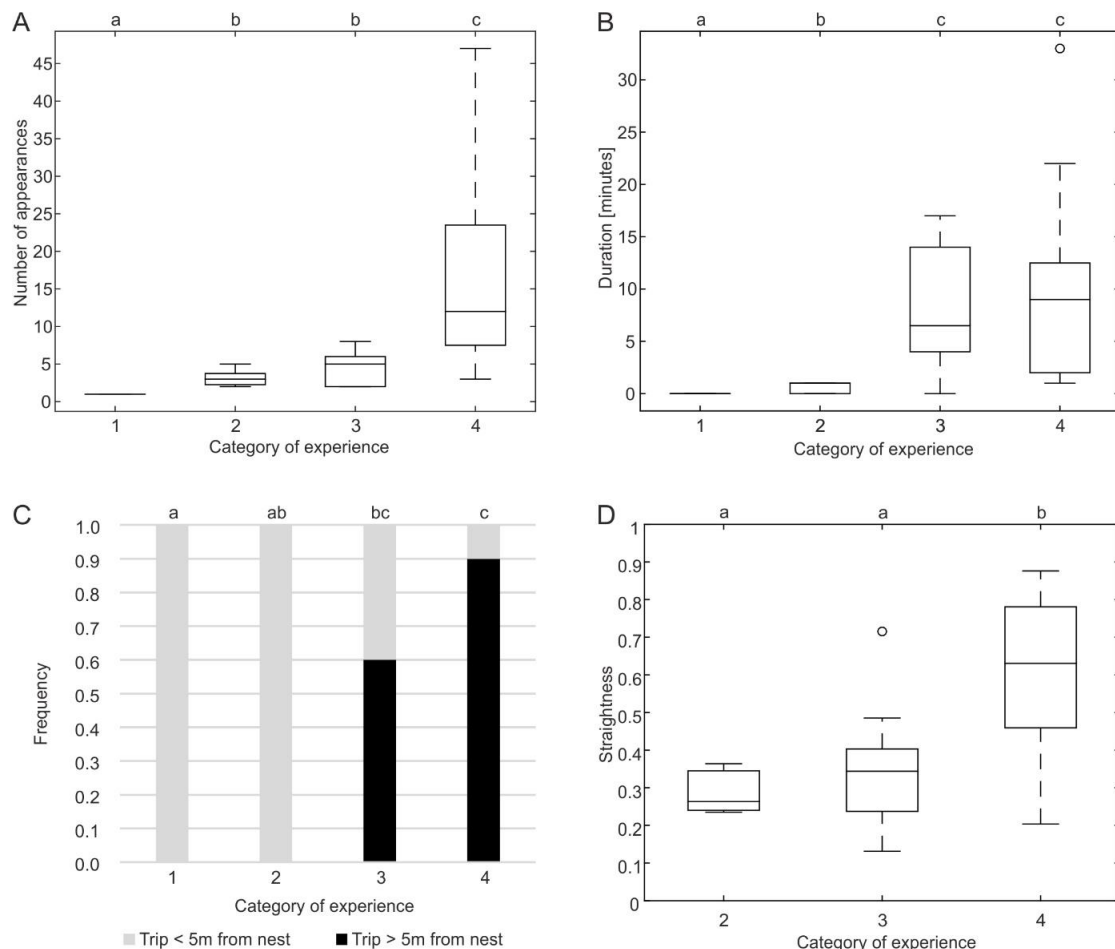 A
a b b c
Number of appearances
45
40
35
30
25
20
15
10
5
0
1 2 3 4
Category of experience
B
a b c c
Duration [minutes]
30
25
20
15
10
5
0
1 2 3 4
Category of experience
C
a ab bc c
Frequency
1.0
0.9
0.8
0.7
0.6
0.5
0.4
0.3
0.2
0.1
0.0
1 2 3 4
Category of experience
Trip < 5m from nest Trip > 5m from nest
D
a a b
Straightness
1
0.9
0.8
0.7
0.6
0.5
0.4
0.3
0.2
0.1
0
2 3 4
Category of experience